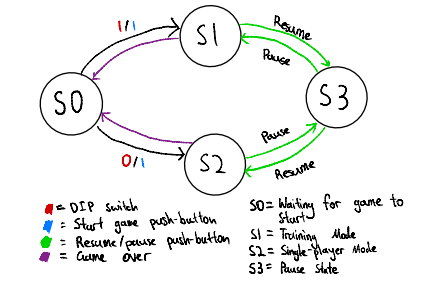 1/1
S1
Resume
Pause
S0
S3
0/1
S2
Pause
Resume
= DIP switch
= Start game push-button
= Resume/pause push-button
= Game over
S0 = Waiting for game to
start
S1 = Training Mode
S2 = Single-player Mode
S3 = Pause state